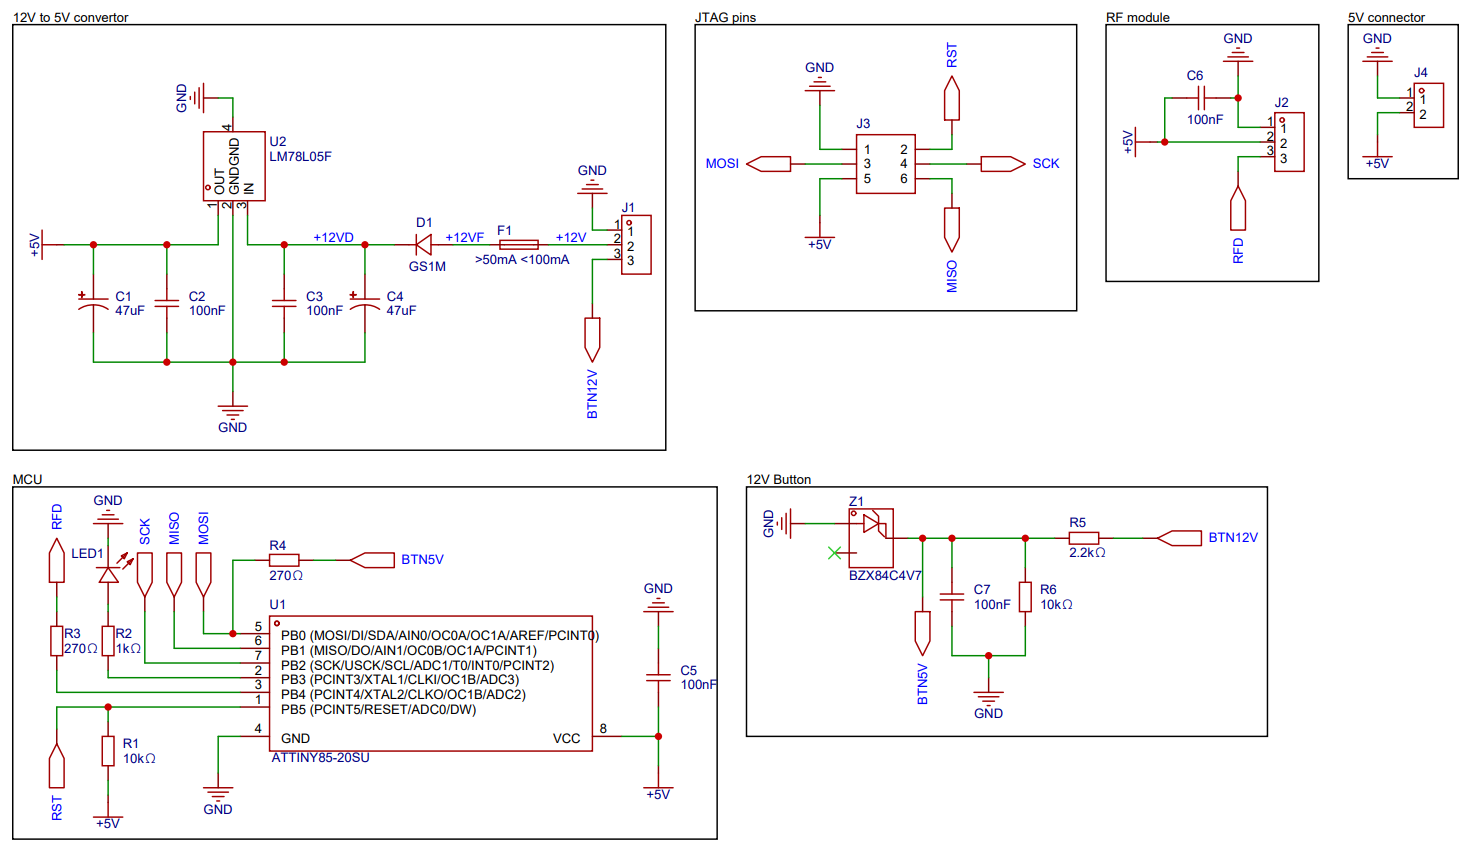 12V to 5V convertor
GND
4
U2
LM78L05F
OUT
GNDGND
IN
1
2
3
+5V
+12VD
D1
GS1M
+12VF
F1
>50mA <100mA
+12V
GND
J1
1
2
3
1
2
3
C1
47uF
C2
100nF
C3
100nF
C4
47uF
BTN12V
GND
JTAG pins
GND
RST
J3
MOSI
1
3
5
2
4
6
SCK
+5V
MISO
RF module
GND
C6
100nF
J2
+5V
1
2
3
1
2
3
RFD
5V connector
GND
J4
1
2
1
2
+5V
MCU
RFD
GND
SCK
MISO
MOSI
LED1
R4
270Ω
BTN5V
R3
270Ω
R2
1kΩ
U1
5 PB0 (MOSI/DI/SDA/AIN0/OC0A/OC1A/AREF/PCINT0)
6 PB1 (MISO/DO/AIN1/OC0B/OC1A/PCINT1)
7 PB2 (SCK/USCK/SCL/ADC1/T0/INT0/PCINT2)
2 PB3 (PCINT3/XTAL1/CLKI/OC1B/ADC3)
3 PB4 (PCINT4/XTAL2/CLKO/OC1B/ADC2)
1 PB5 (PCINT5/RESET/ADC0/DW)
4 GND
VCC 8
ATTINY85-20SU
R1
10kΩ
RST
+5V
GND
GND
C5
100nF
+5V
12V Button
GND
Z1
BZX84C4V7
R5
2.2kΩ
BTN12V
C7
100nF
R6
10kΩ
BTN5V
GND